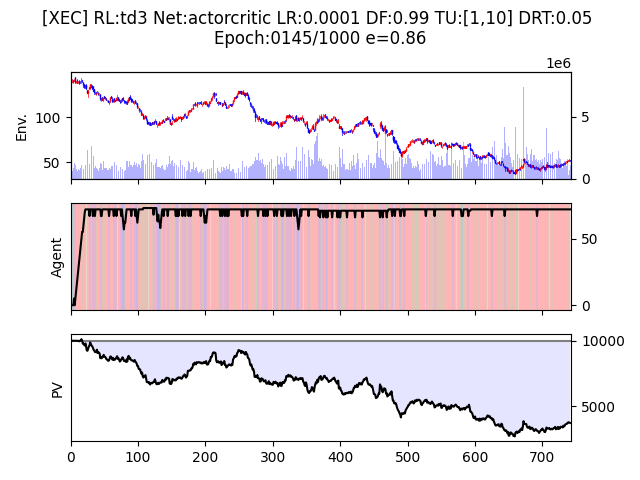 [XEC] RL:td3 Net:actorcritic LR:0.0001 DF:0.99 TU:[1,10] DRT:0.05
Epoch:0145/1000 e=0.86
1e6
Env.
100
50
5
0
Agent
50
0
PV
10000
5000
0 100 200 300 400 500 600 700